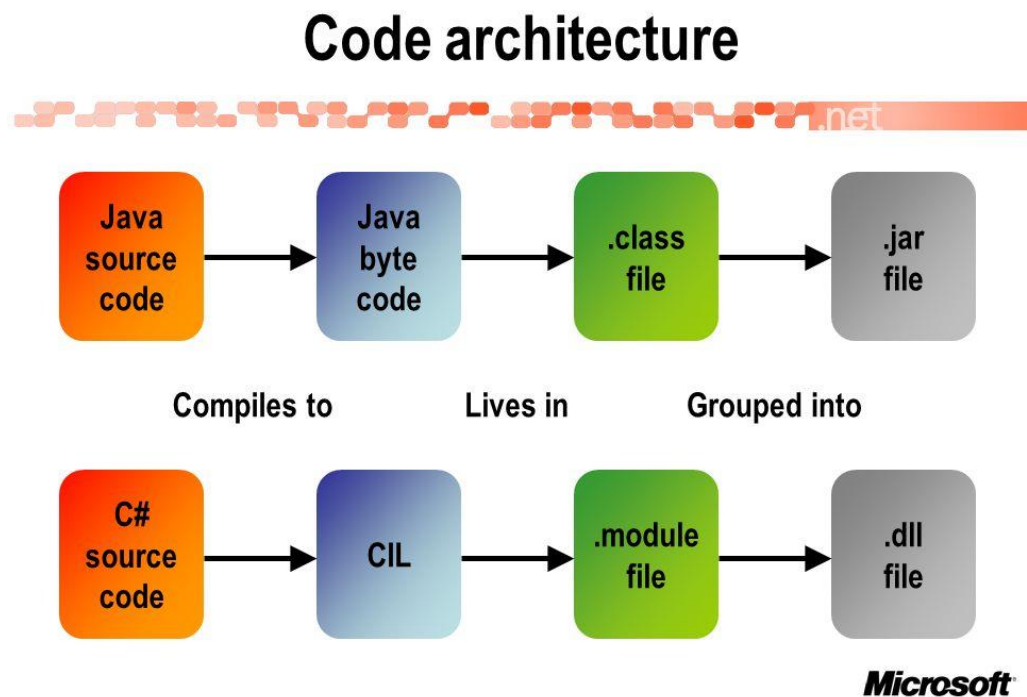 Code architecture
.net
Java
source
code
Java
byte
code
.class
file
.jar
file
Compiles to
Lives in
Grouped into
C#
source
code
CIL
.module
file
.dll
file
Microsoft